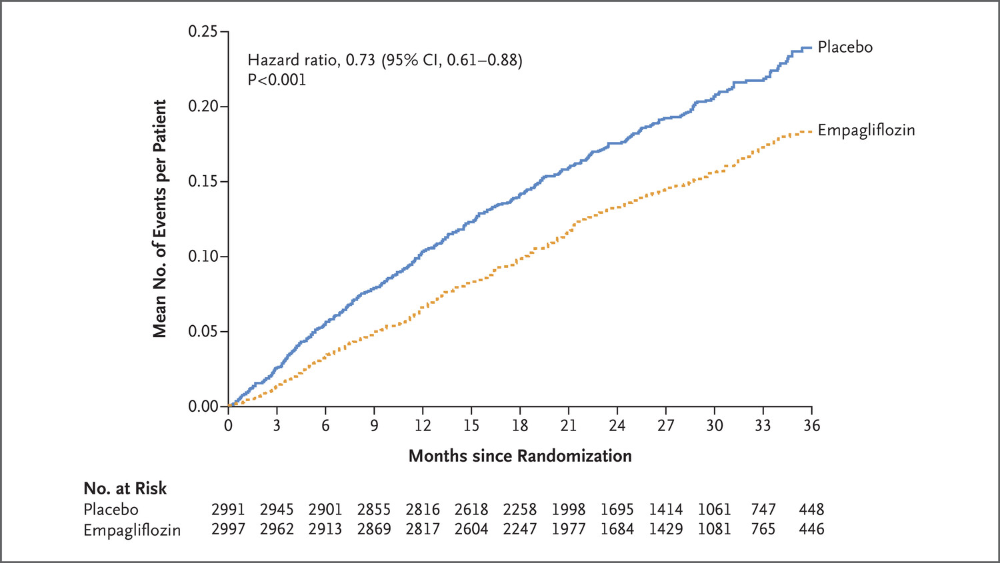 0.25
Hazard ratio, 0.73 (95% CI, 0.61–0.88)
P<0.001
Placebo
0.20
Empagliflozin
0.15
0.10
0.05
0.00
Mean No. of Events per Patient
0 3 6 9 12 15 18 21 24 27 30 33 36
Months since Randomization
No. at Risk
Placebo 2991 2945 2901 2855 2816 2618 2258 1998 1695 1414 1061 747 448
Empagliflozin 2997 2962 2913 2869 2817 2604 2247 1977 1684 1429 1081 765 446